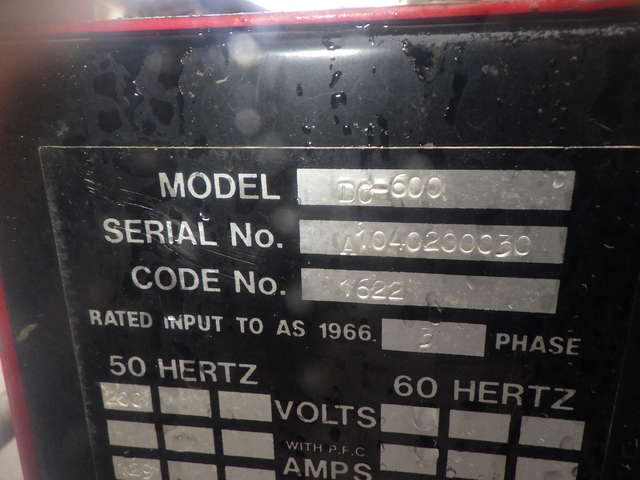 MODEL DC-600
SERIAL No. A1040200030
CODE No. 1622
RATED INPUT TO AS 1966. 3 PHASE
50 HERTZ 60 HERTZ
VOLTS
WITH P.F.C.
AMPS